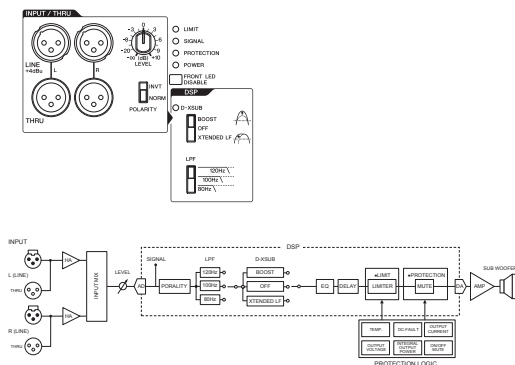 INPUT / THRU
-3 0 3
-8 6
-20 9
-∞ (dB) +10
LEVEL
LINE
+4dBu
L R
THRU
INVT
NORM
POLARITY
LIMIT
SIGNAL
PROTECTION
POWER
FRONT LED
DISABLE
DSP
D-XSUB
BOOST
OFF
XTENDED LF
LPF
120Hz
100Hz
80Hz
INPUT
L (LINE)
THRU
R (LINE)
THRU
HA
HA
INPUT MIX
LEVEL
DSP
AD
SIGNAL
PORALITY
LPF
120Hz
100Hz
80Hz
D-XSUB
BOOST
OFF
XTENDED LF
EQ
DELAY
●LIMIT
LIMITER
●PROTECTION
MUTE
DA
AMP
SUB WOOFER
TEMP.
DC-FAULT
OUTPUT CURRENT
OUTPUT VOLTAGE
INTEGRAL OUTPUT POWER
ON/OFF MUTE
PROTECTION LOGIC